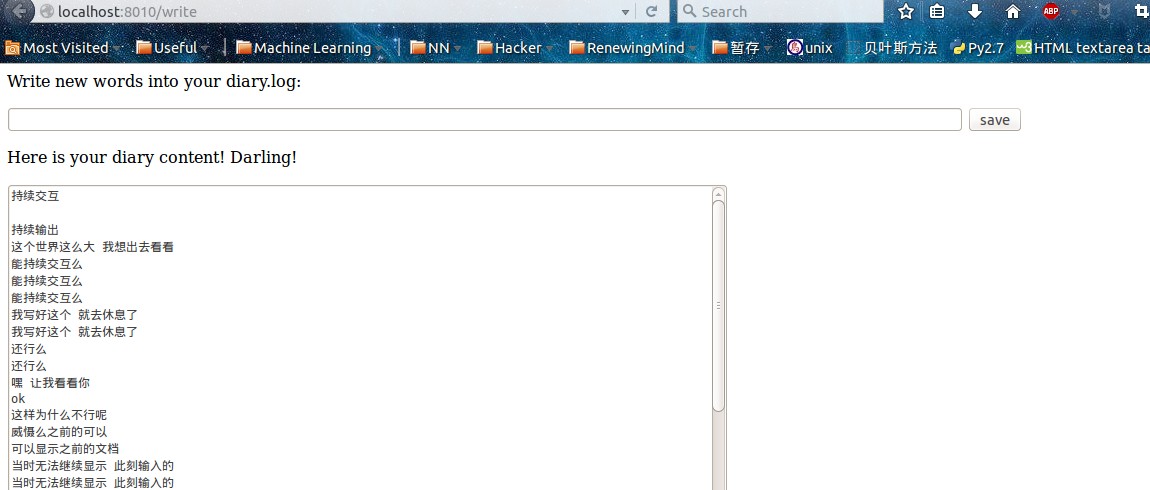 localhost:8010/write
Search
Most Visited
Useful
Machine Learning
NN
Hacker
RenewingMind
暂存
unix
贝叶斯方法
Py2.7
HTML textarea ta
ABP
Write new words into your diary.log:
save
Here is your diary content! Darling!
持续交互
持续输出
这个世界这么大 我想出去看看
能持续交互么
能持续交互么
能持续交互么
我写好这个 就去休息了
我写好这个 就去休息了
还行么
还行么
嘿 让我看看你
ok
这样为什么不行呢
威慑么之前的可以
可以显示之前的文档
当时无法继续显示 此刻输入的
当时无法继续显示 此刻输入的